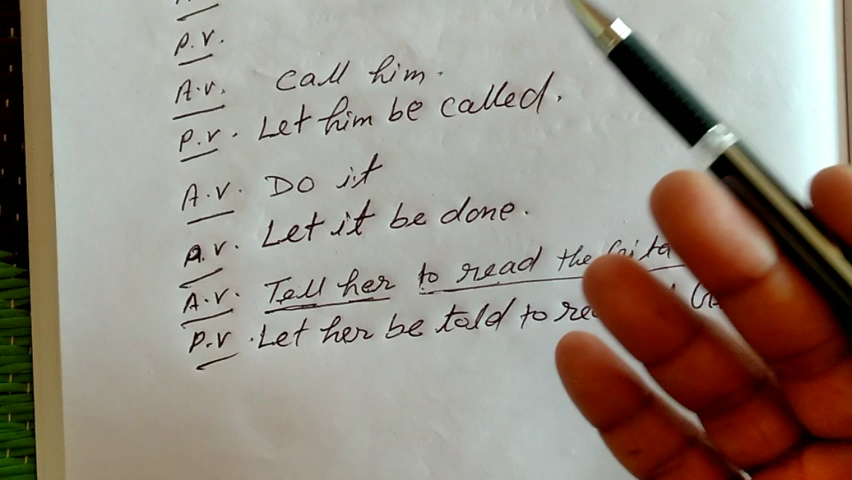 P.V.
A.V. Call him.
P.V. Let him be called.
A.V. Do it
P.V. Let it be done.
A.V. Tell her to read the Gita
P.V. Let her be told to